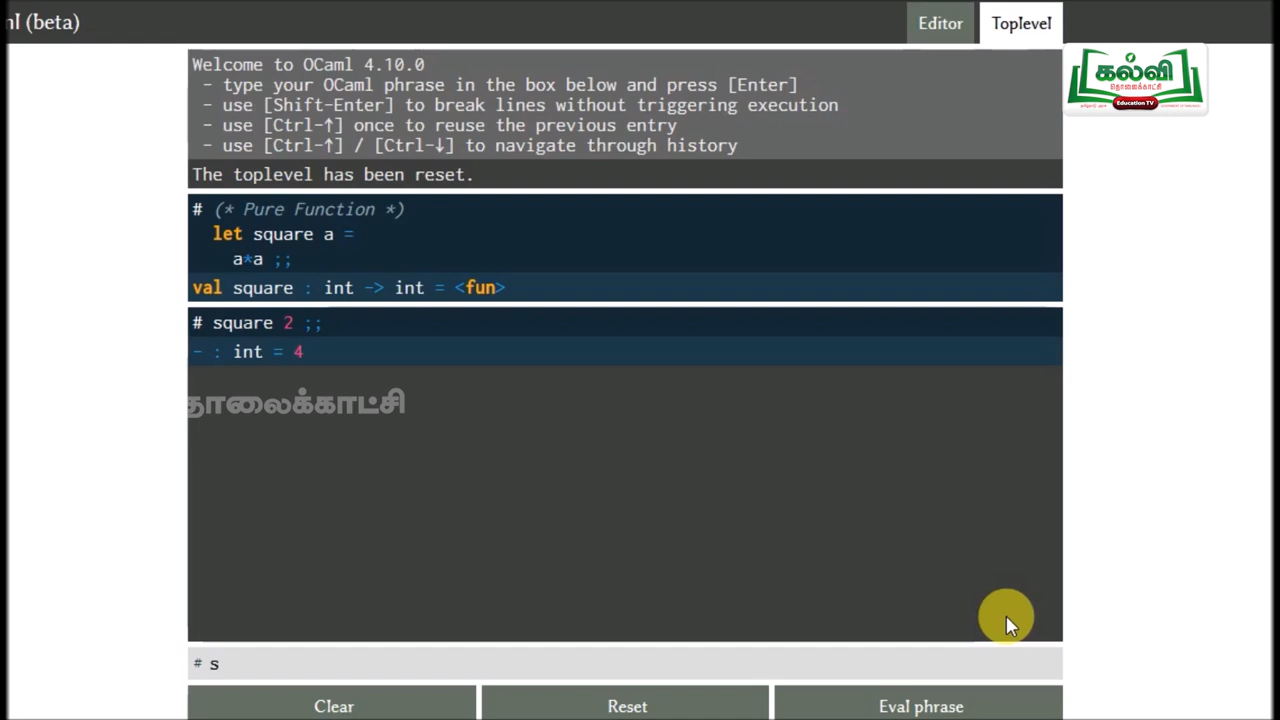 ml (beta)
Editor
Toplevel
கல்வி
தொலைக்காட்சி
Education TV
Welcome to OCaml 4.10.0
- type your OCaml phrase in the box below and press [Enter]
- use [Shift-Enter] to break lines without triggering execution
- use [Ctrl-↑] once to reuse the previous entry
- use [Ctrl-↑] / [Ctrl-↓] to navigate through history
The toplevel has been reset.
# (* Pure Function *)
let square a =
a*a ;;
val square : int -> int = <fun>
# square 2 ;;
- : int = 4
தொலைக்காட்சி
# s
Clear
Reset
Eval phrase